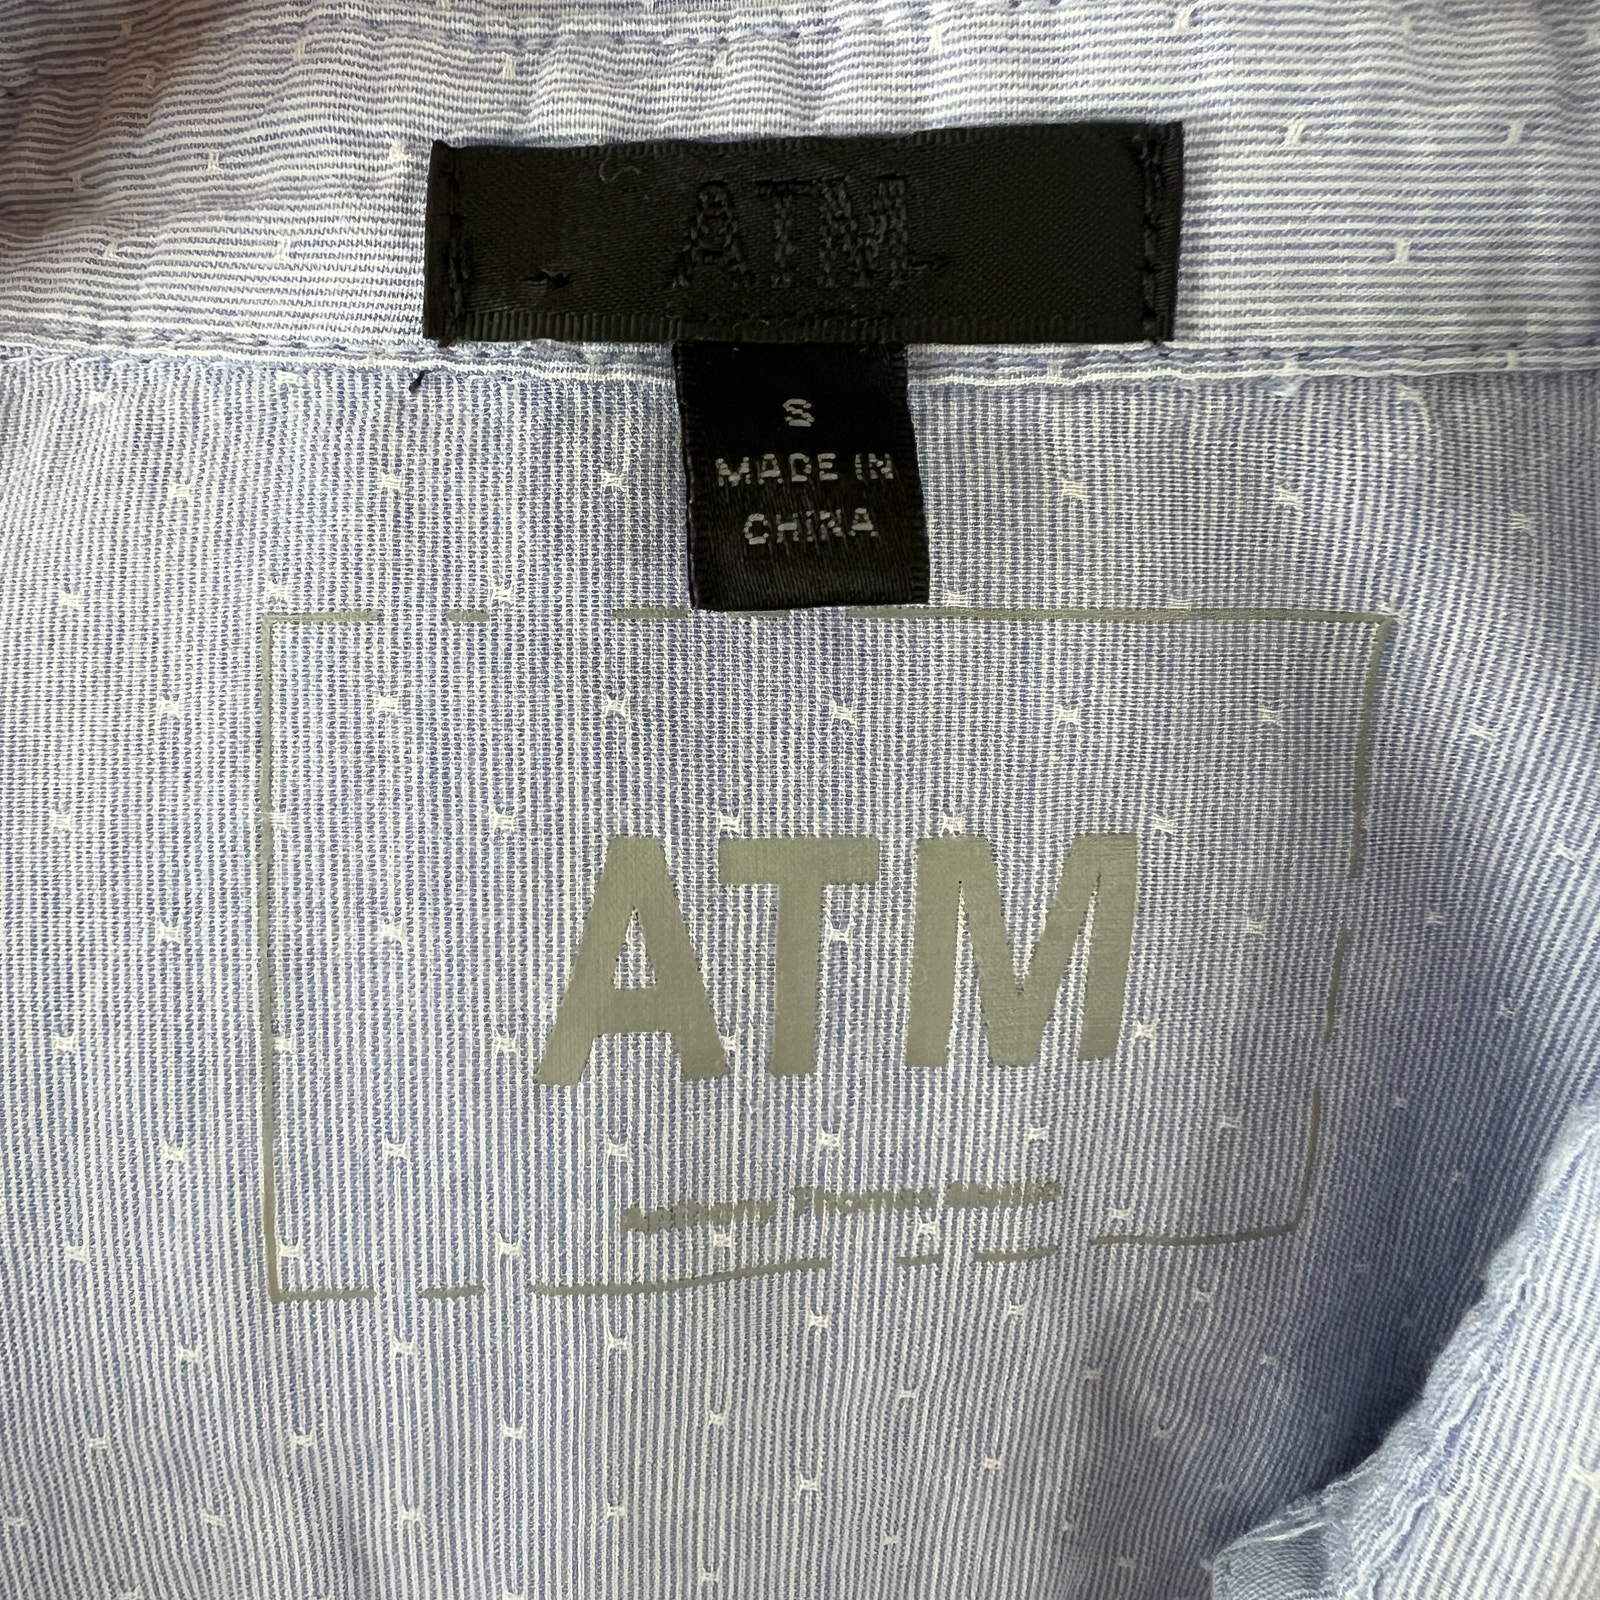 ATM
S
MADE IN
CHINA
ATM
Anthony Thomas Melillo